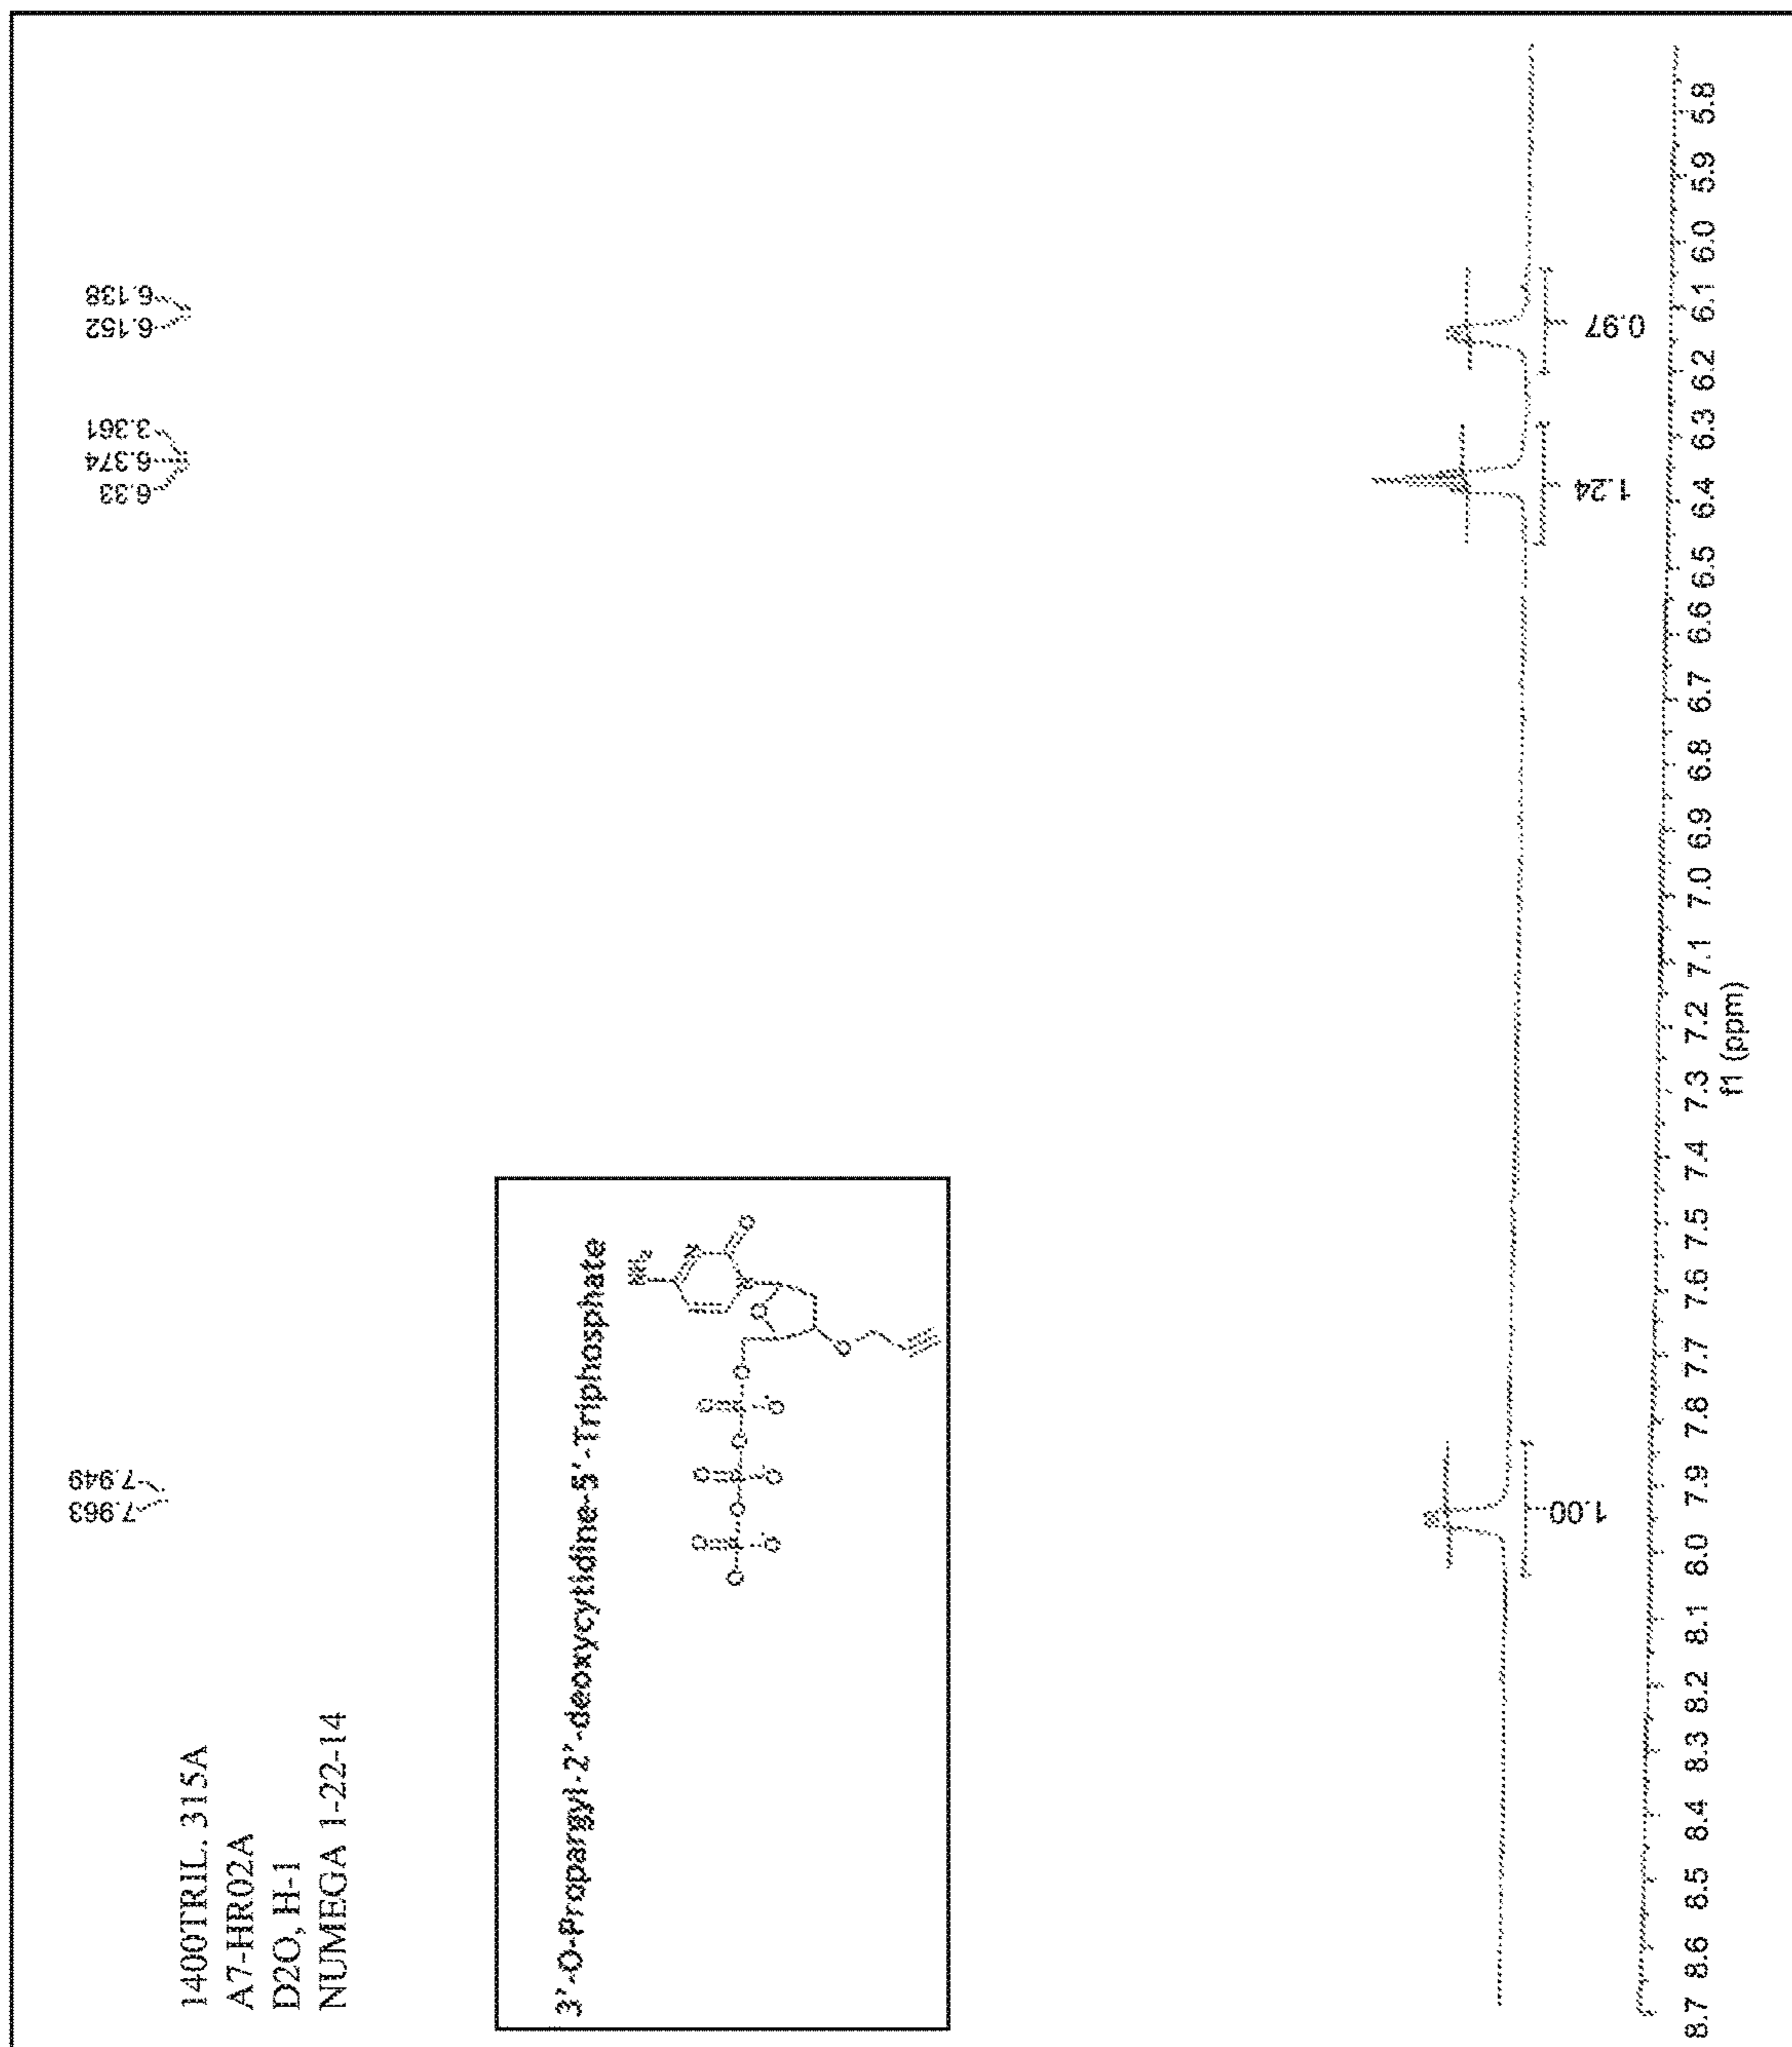 7.963
7.949
6.33
6.374
3.361
6.152
6.138
1400TRIL. 315A
A7-HR02A
D2O, H-1
NUMEGA 1-22-14
3'-O-Propargyl-2'-deoxycytidine-5'-Triphosphate
NH₂
N
O
N
O O O
O O O O O
O O O
O
1.00
1.24
0.97
8.7 8.6 8.5 8.4 8.3 8.2 8.1 8.0 7.9 7.8 7.7 7.6 7.5 7.4 7.3 7.2 7.1 7.0 6.9 6.8 6.7 6.6 6.5 6.4 6.3 6.2 6.1 6.0 5.9 5.8
f1 (ppm)